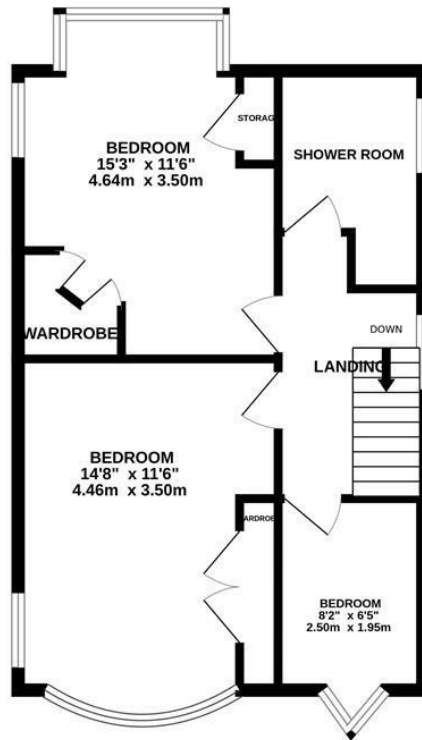 STORAG
BEDROOM
15'3" x 11'6"
4.64m x 3.50m
SHOWER ROOM
WARDROBE
DOWN
LANDING
BEDROOM
14'8" x 11'6"
4.46m x 3.50m
ARDROBE
BEDROOM
8'2" x 6'5"
2.50m x 1.95m